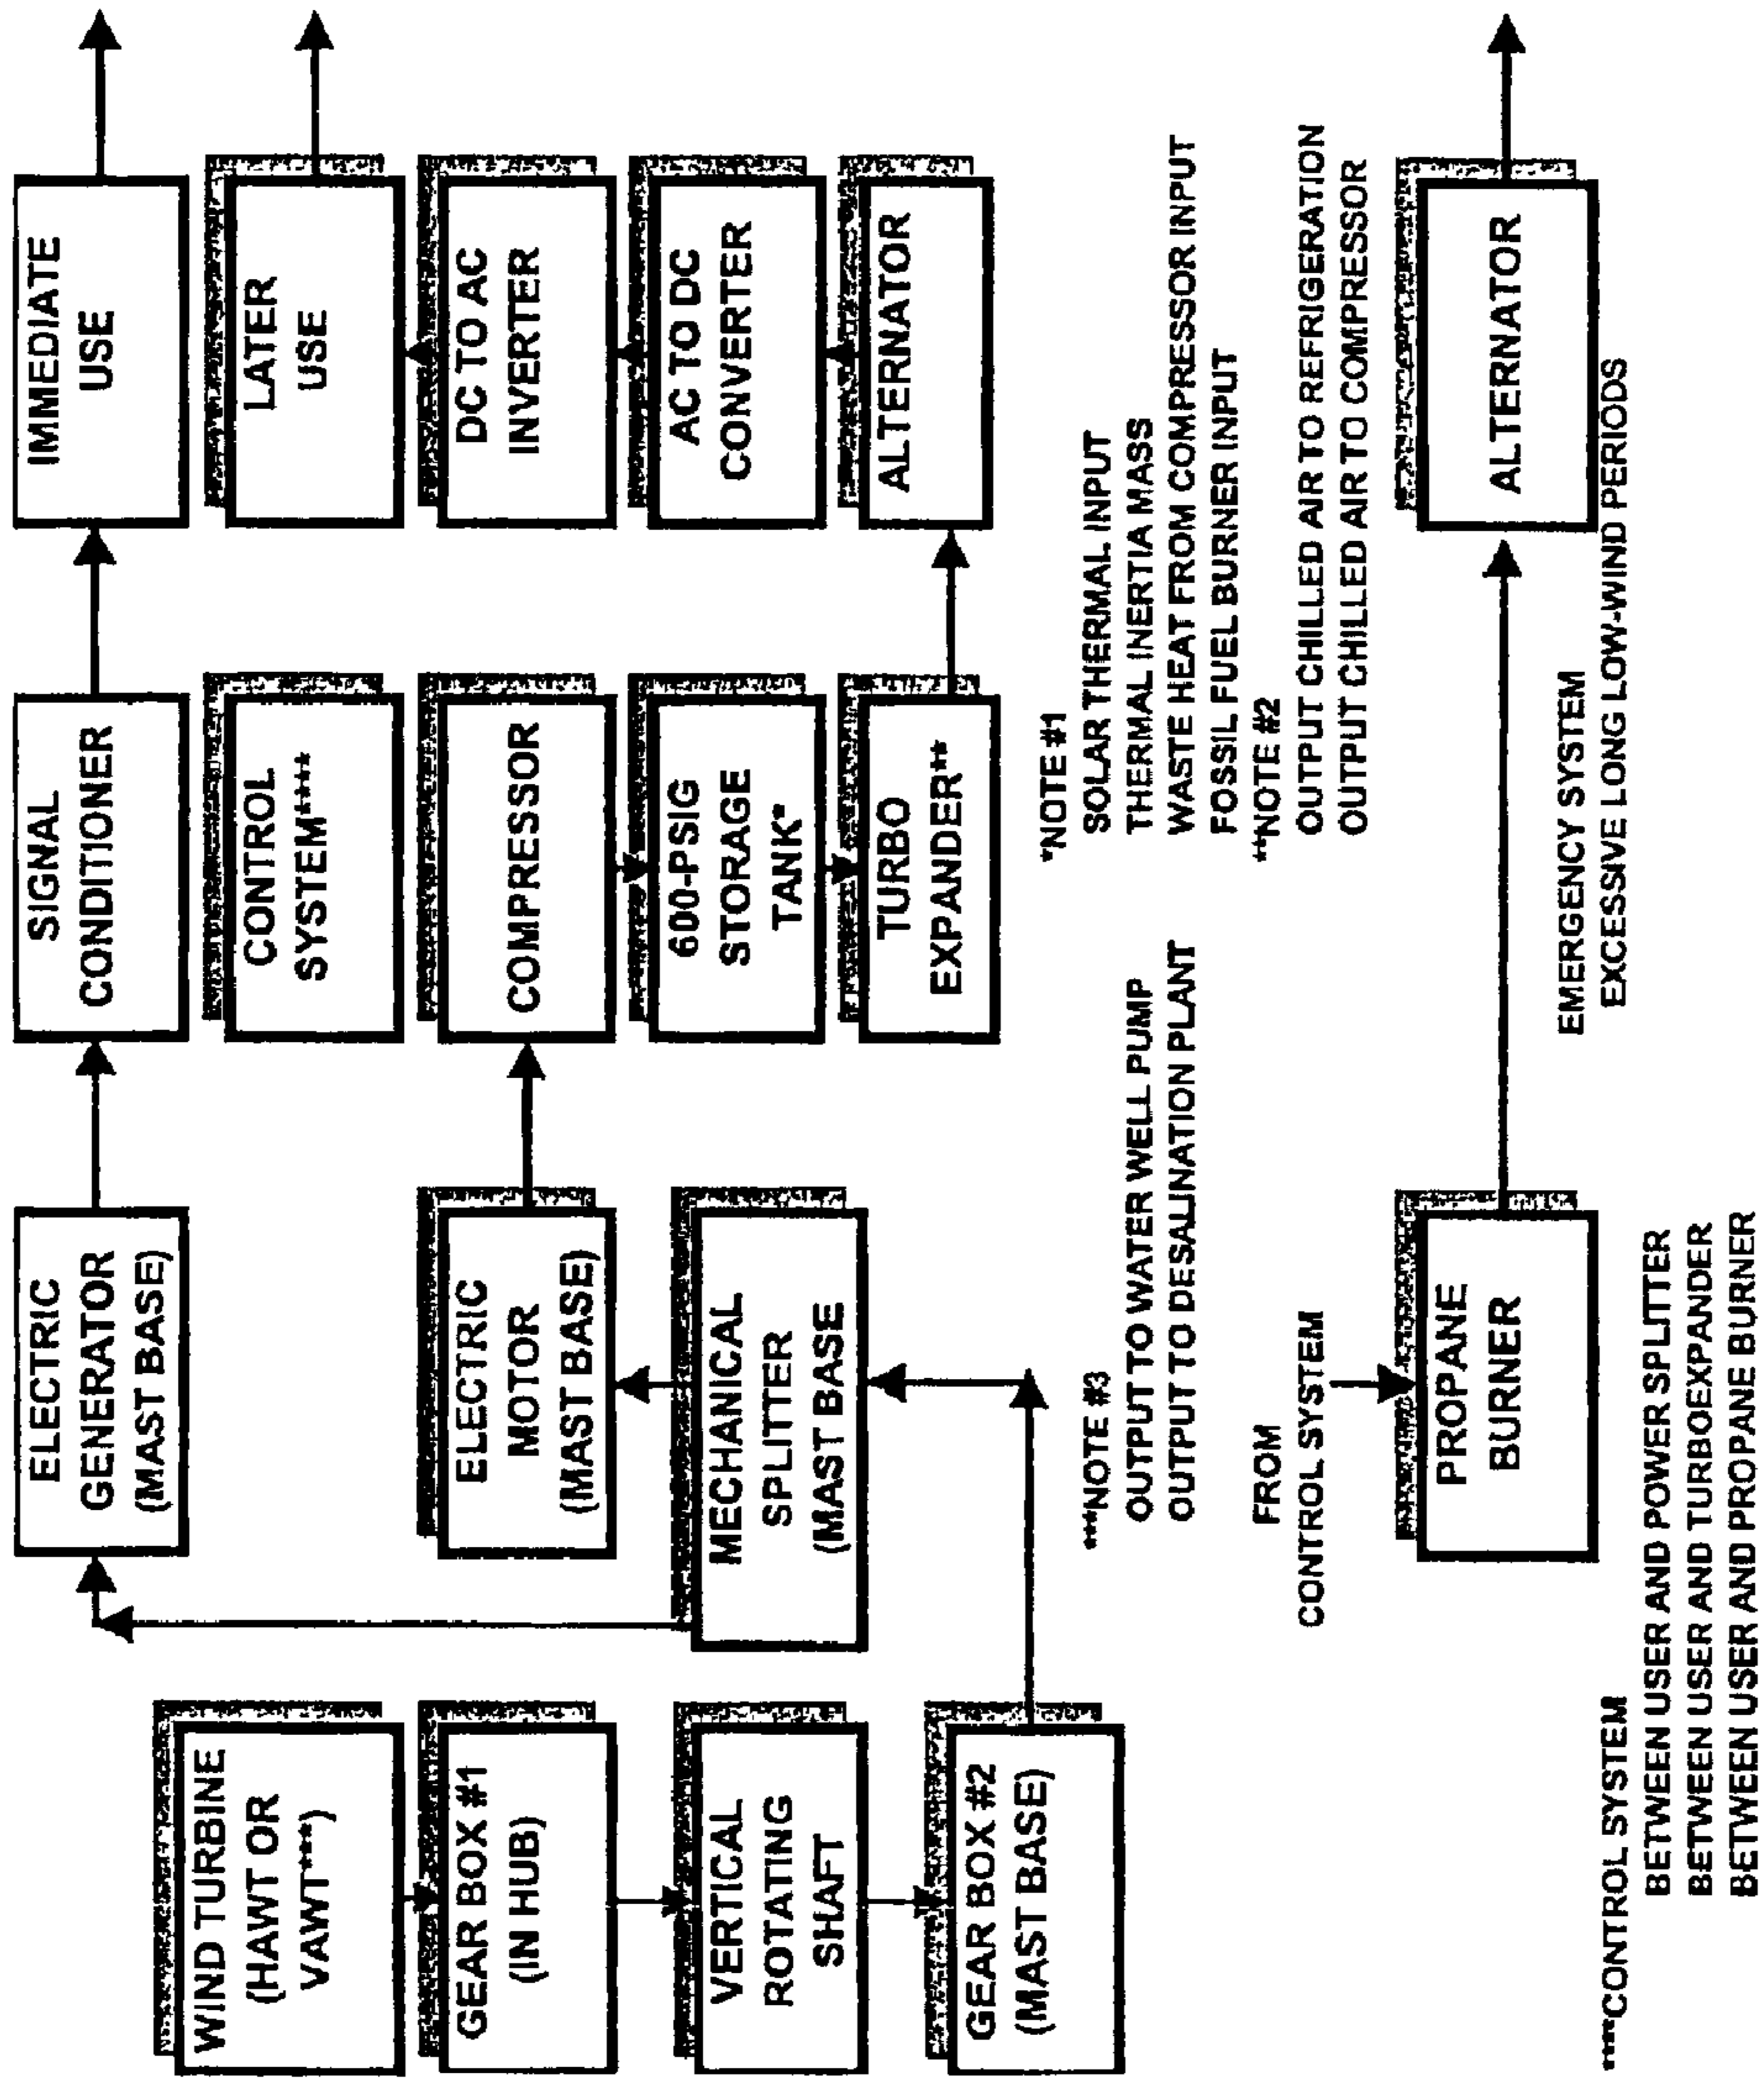 WIND TURBINE
(HAWT OR
VAWT***)
GEAR BOX #1
(IN HUB)
VERTICAL
ROTATING
SHAFT
GEAR BOX #2
(MAST BASE)
ELECTRIC
GENERATOR
(MAST BASE)
ELECTRIC
MOTOR
(MAST BASE)
MECHANICAL
SPLITTER
(MAST BASE)
SIGNAL
CONDITIONER
CONTROL
SYSTEM****
COMPRESSOR
600-PSIG
STORAGE
TANK*
TURBO
EXPANDER**
IMMEDIATE
USE
LATER
USE
DC TO AC
INVERTER
AC TO DC
CONVERTER
ALTERNATOR
*NOTE #1
SOLAR THERMAL INPUT
THERMAL INERTIA MASS
WASTE HEAT FROM COMPRESSOR INPUT
FOSSIL FUEL BURNER INPUT
**NOTE #2
OUTPUT CHILLED AIR TO REFRIGERATION
OUTPUT CHILLED AIR TO COMPRESSOR
***NOTE #3
OUTPUT TO WATER WELL PUMP
OUTPUT TO DESALINATION PLANT
FROM
CONTROL SYSTEM
PROPANE
BURNER
ALTERNATOR
EMERGENCY SYSTEM
EXCESSIVE LONG LOW-WIND PERIODS
****CONTROL SYSTEM
BETWEEN USER AND POWER SPLITTER
BETWEEN USER AND TURBOEXPANDER
BETWEEN USER AND PROPANE BURNER